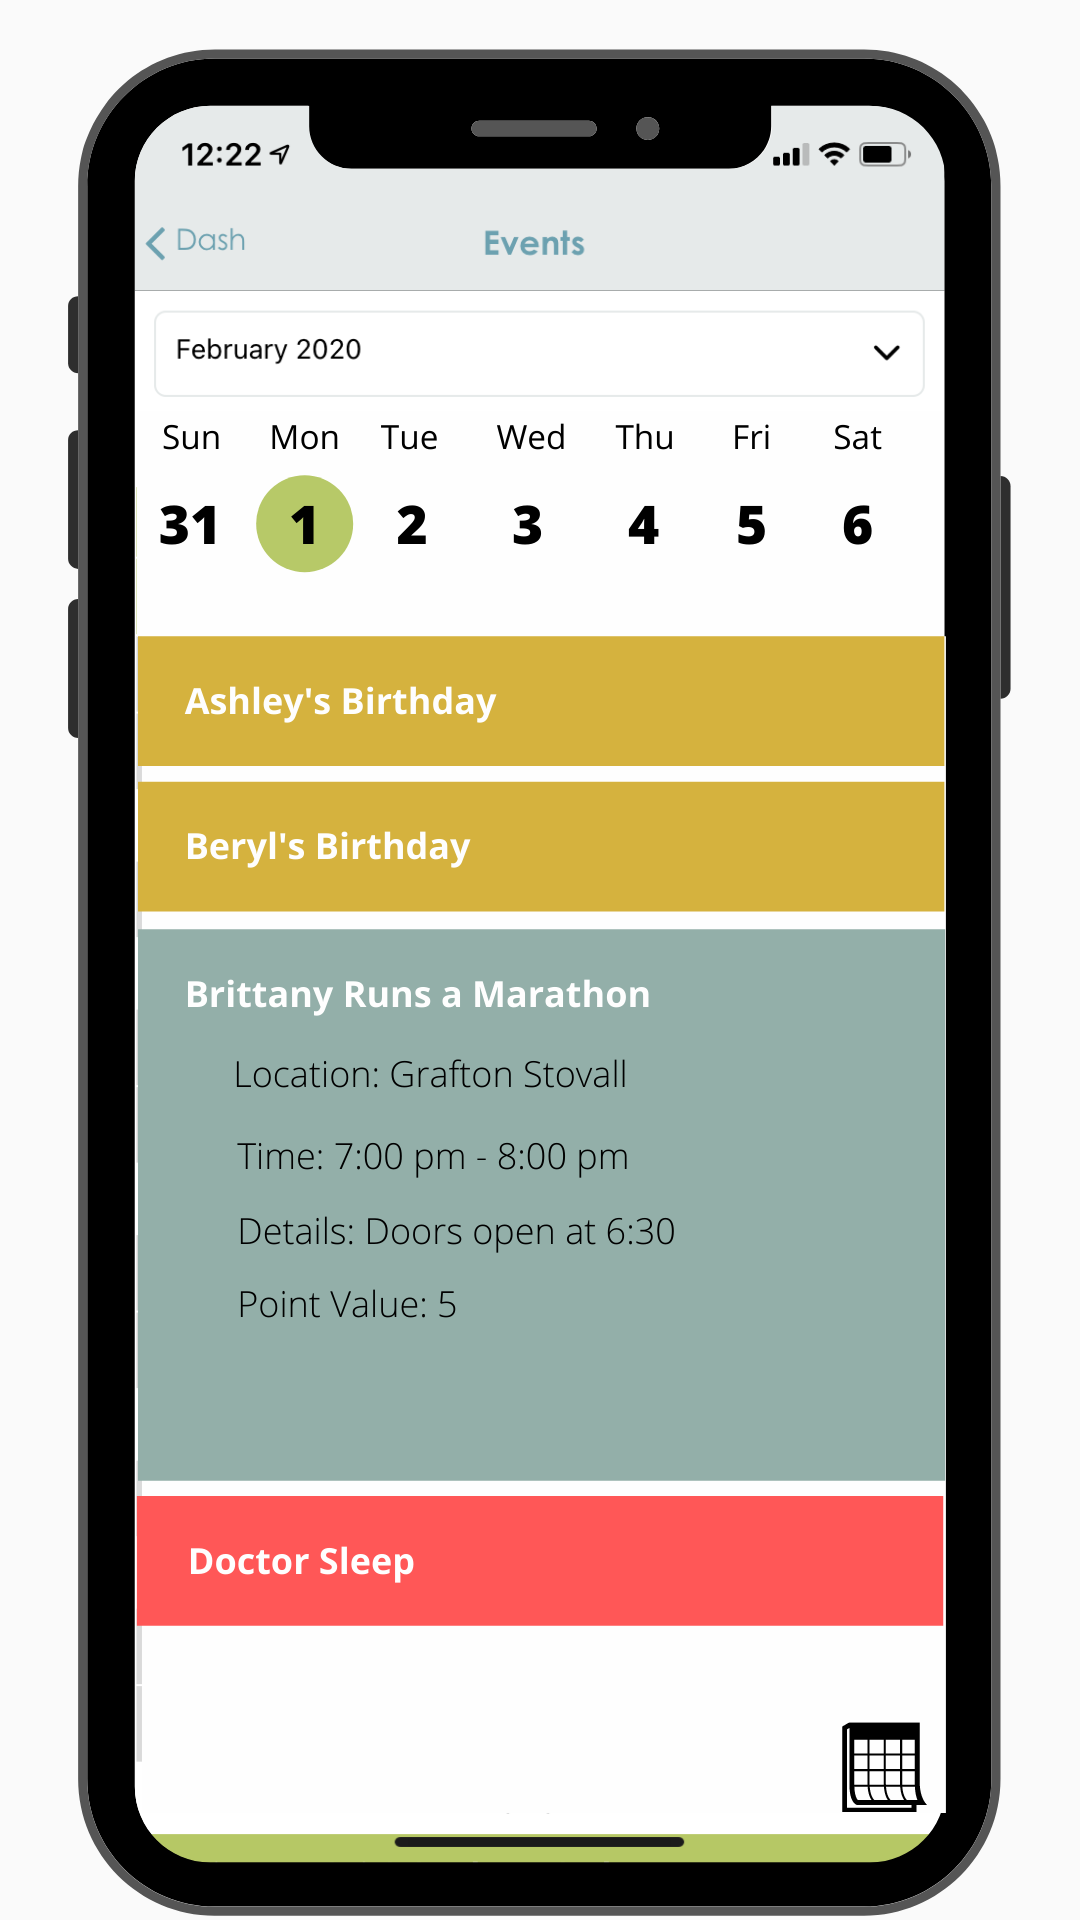 12:22
Dash
Events
February 2020
Sun Mon Tue Wed Thu Fri Sat
31 1 2 3 4 5 6
Ashley's Birthday
Beryl's Birthday
Brittany Runs a Marathon
Location: Grafton Stovall
Time: 7:00 pm - 8:00 pm
Details: Doors open at 6:30
Point Value: 5
Doctor Sleep